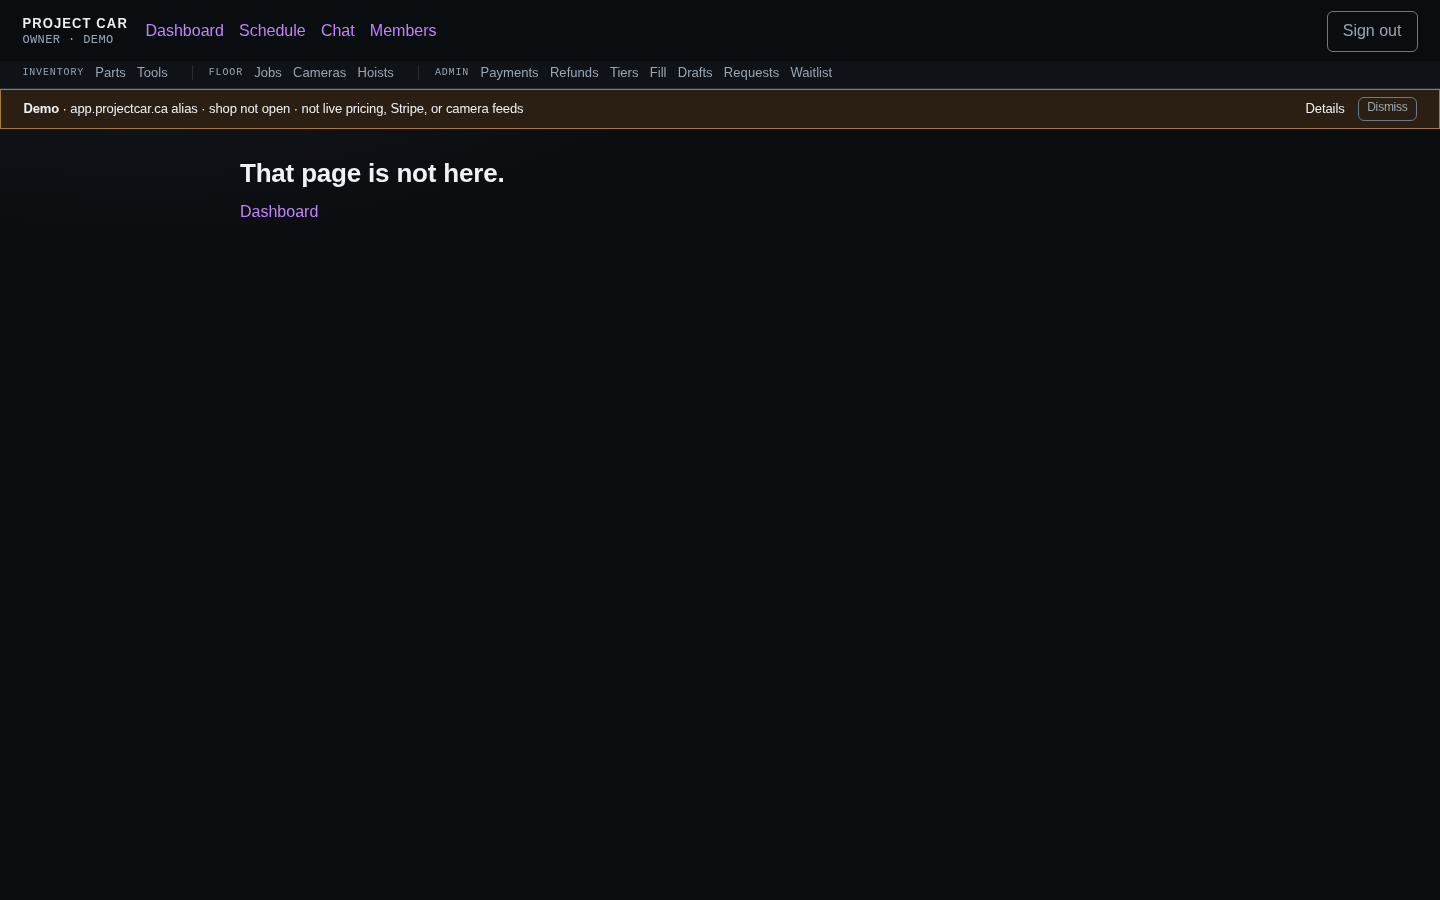 PROJECT CAR
OWNER · DEMO
Dashboard Schedule Chat Members
Sign out
INVENTORY Parts Tools FLOOR Jobs Cameras Hoists ADMIN Payments Refunds Tiers Fill Drafts Requests Waitlist
Demo · app.projectcar.ca alias · shop not open · not live pricing, Stripe, or camera feeds Details Dismiss
That page is not here.
Dashboard